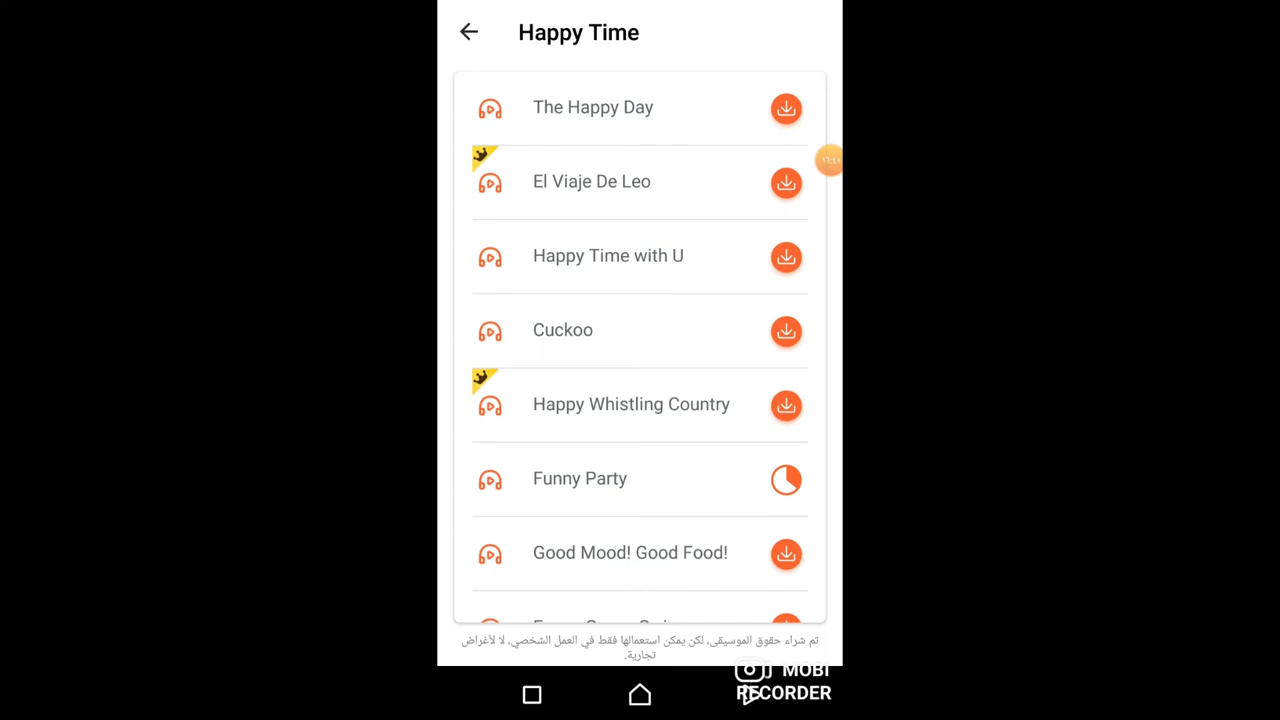 Happy Time
The Happy Day
١٦:٤١
El Viaje De Leo
Happy Time with U
Cuckoo
Happy Whistling Country
Funny Party
Good Mood! Good Food!
تم شراء حقوق الموسيقى، لكن يمكن استعمالها فقط في العمل الشخصي، لا لأغراض
تجارية.
MOBI
RECORDER